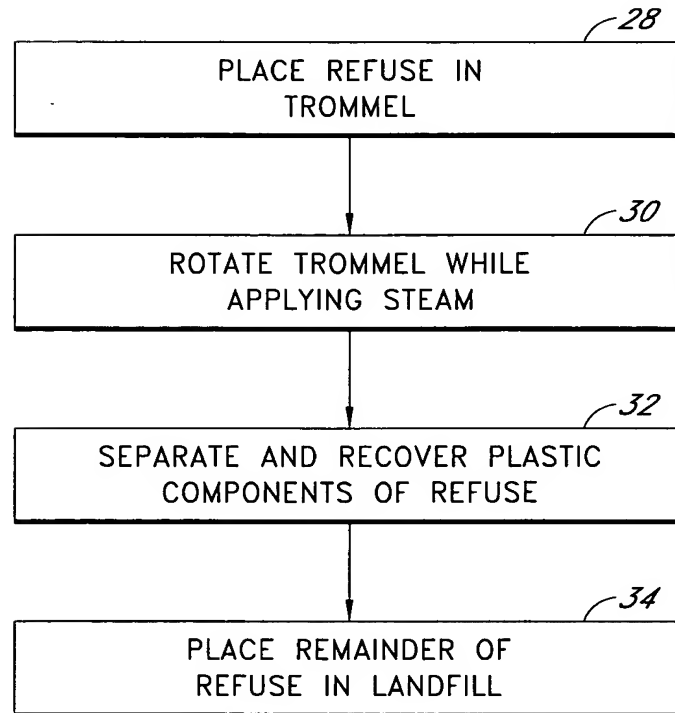 28
PLACE REFUSE IN
TROMMEL
30
ROTATE TROMMEL WHILE
APPLYING STEAM
32
SEPARATE AND RECOVER PLASTIC
COMPONENTS OF REFUSE
34
PLACE REMAINDER OF
REFUSE IN LANDFILL